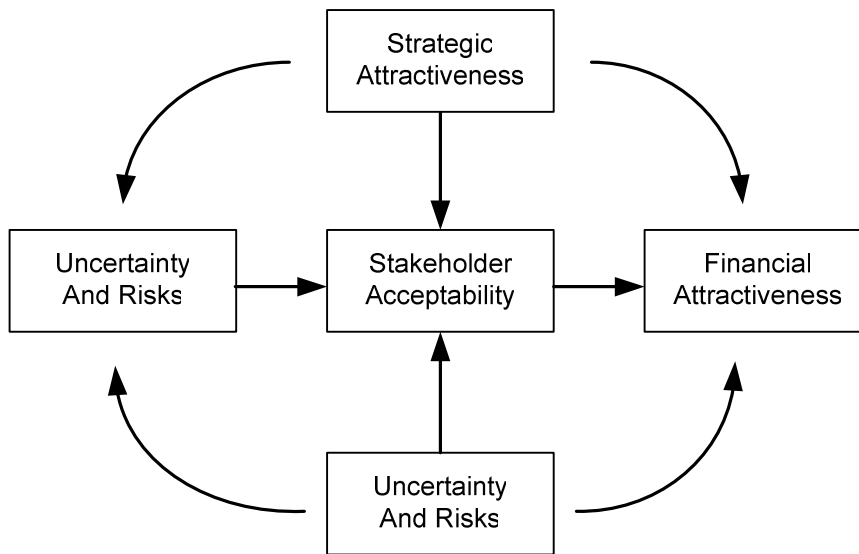 Strategic
Attractiveness
Uncertainty
And Risks
Stakeholder
Acceptability
Financial
Attractiveness
Uncertainty
And Risks